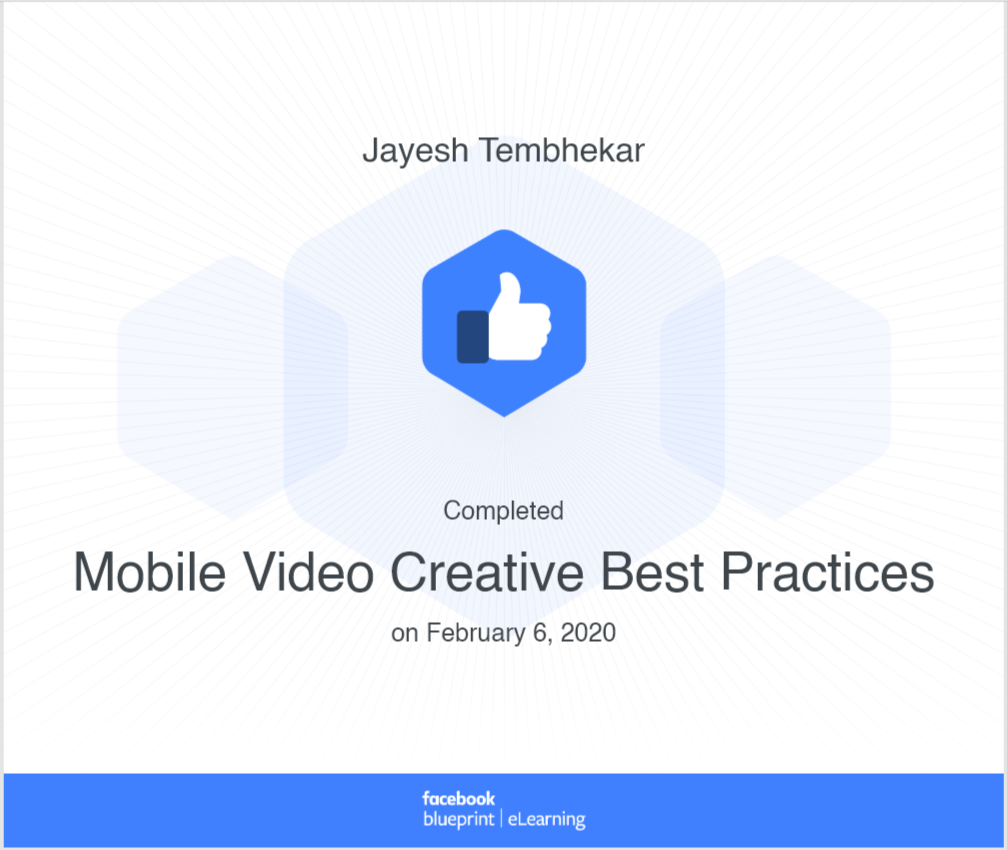 Jayesh Tembhekar
Completed
Mobile Video Creative Best Practices
on February 6, 2020
facebook
blueprint | eLearning